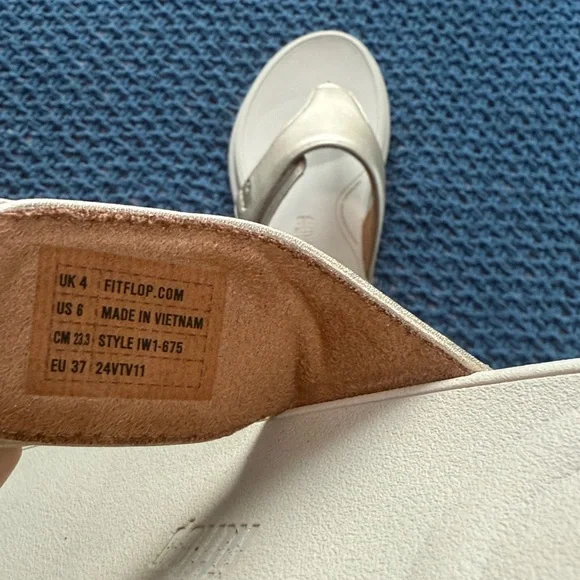 UK 4 FITFLOP.COM
US 6 MADE IN VIETNAM
CM 23.3 STYLE IW1-675
EU 37 24VTV11